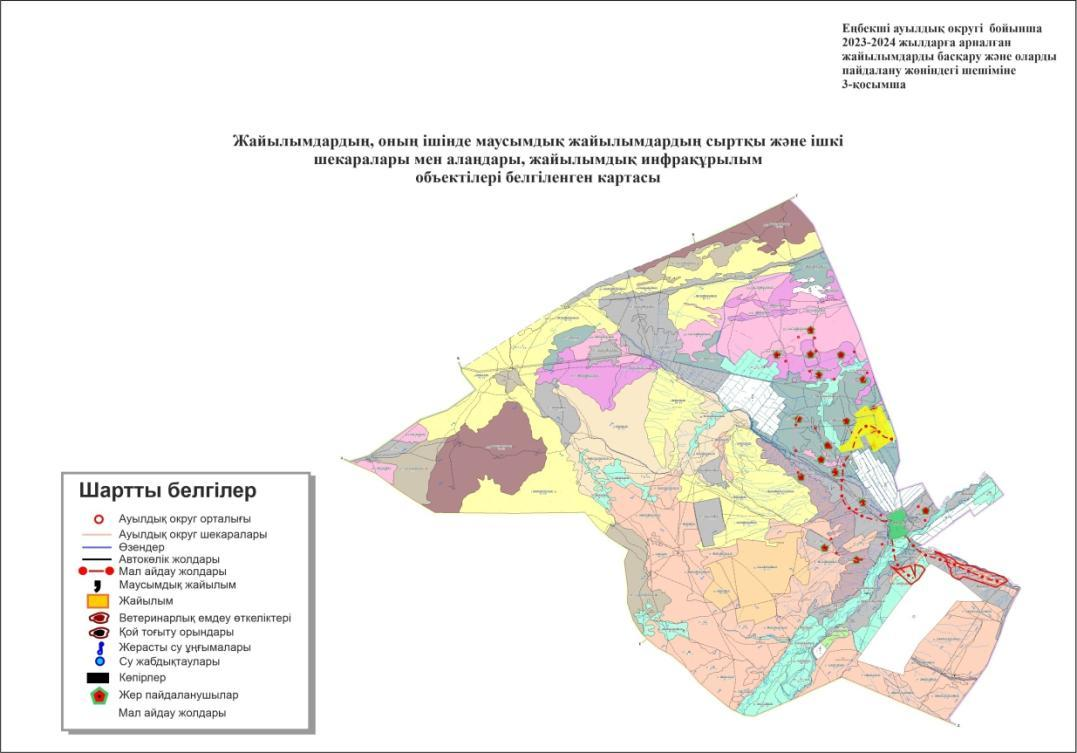 Еңбекші ауылдық округі бойынша
2023-2024 жылдарға арналған
жайылымдарды басқару және оларды
пайдалану жөніндегі шешіміне
3-қосымша
Жайылымдардың, оның ішінде маусымдық жайылымдардың сыртқы және ішкі
шекаралары мен алаңдары, жайылымдық инфрақұрылым
объектілері белгіленген картасы
Шартты белгілер
Ауылдық округ орталығы
Ауылдық округ шекаралары
Өзендер
Автокөлік жолдары
Мал айдау жолдары
Маусымдық жайылым
Жайылым
Ветеринарлық емдеу өткеліктері
Қой тоғыту орындары
Жерасты су ұңғымалары
Су жабдықтаулары
Көпірлер
Жер пайдаланушылар
Мал айдау жолдары